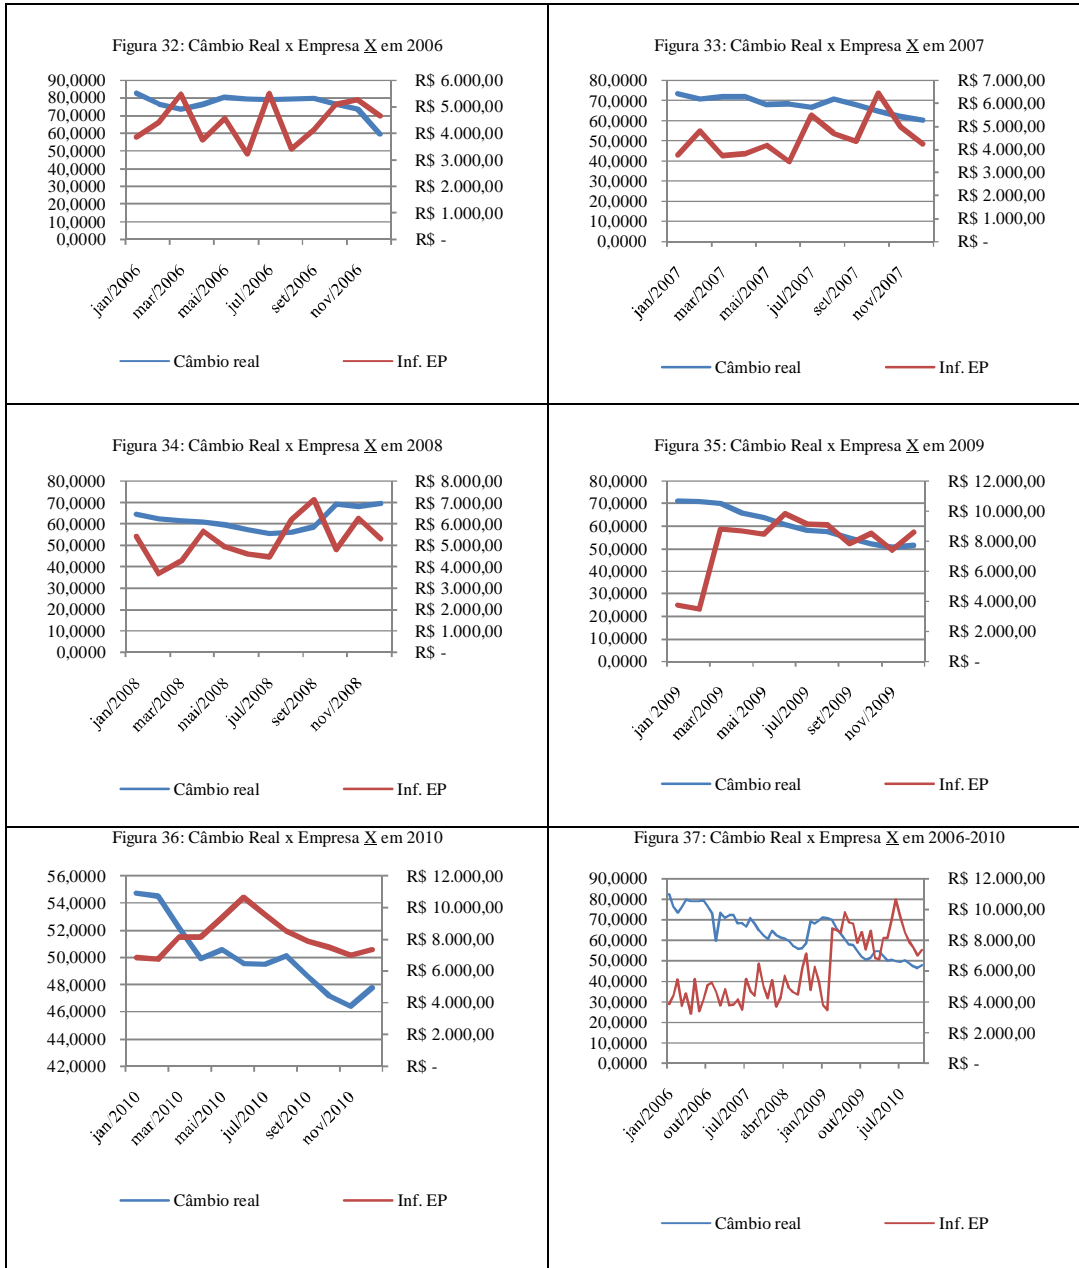 Figura 32: Câmbio Real x Empresa X em 2006
90,0000
80,0000
70,0000
60,0000
50,0000
40,0000
30,0000
20,0000
10,0000
0,0000
R$ 6.000,00
R$ 5.000,00
R$ 4.000,00
R$ 3.000,00
R$ 2.000,00
R$ 1.000,00
R$ -
jan/2006
mar/2006
mai/2006
jul/2006
set/2006
nov/2006
Câmbio real
Inf. EP
Figura 33: Câmbio Real x Empresa X em 2007
80,0000
70,0000
60,0000
50,0000
40,0000
30,0000
20,0000
10,0000
0,0000
R$ 7.000,00
R$ 6.000,00
R$ 5.000,00
R$ 4.000,00
R$ 3.000,00
R$ 2.000,00
R$ 1.000,00
R$ -
jan/2007
mar/2007
mai/2007
jul/2007
set/2007
nov/2007
Câmbio real
Inf. EP
Figura 34: Câmbio Real x Empresa X em 2008
80,0000
70,0000
60,0000
50,0000
40,0000
30,0000
20,0000
10,0000
0,0000
R$ 8.000,00
R$ 7.000,00
R$ 6.000,00
R$ 5.000,00
R$ 4.000,00
R$ 3.000,00
R$ 2.000,00
R$ 1.000,00
R$ -
jan/2008
mar/2008
mai/2008
jul/2008
set/2008
nov/2008
Câmbio real
Inf. EP
Figura 35: Câmbio Real x Empresa X em 2009
80,0000
70,0000
60,0000
50,0000
40,0000
30,0000
20,0000
10,0000
0,0000
R$ 12.000,00
R$ 10.000,00
R$ 8.000,00
R$ 6.000,00
R$ 4.000,00
R$ 2.000,00
R$ -
jan/2009
mar/2009
mai/2009
jul/2009
set/2009
nov/2009
Câmbio real
Inf. EP
Figura 36: Câmbio Real x Empresa X em 2010
56,0000
54,0000
52,0000
50,0000
48,0000
46,0000
44,0000
42,0000
R$ 12.000,00
R$ 10.000,00
R$ 8.000,00
R$ 6.000,00
R$ 4.000,00
R$ 2.000,00
R$ -
jan/2010
mar/2010
mai/2010
jul/2010
set/2010
nov/2010
Câmbio real
Inf. EP
Figura 37: Câmbio Real x Empresa X em 2006-2010
90,0000
80,0000
70,0000
60,0000
50,0000
40,0000
30,0000
20,0000
10,0000
0,0000
R$ 12.000,00
R$ 10.000,00
R$ 8.000,00
R$ 6.000,00
R$ 4.000,00
R$ 2.000,00
R$ -
jan/2006
out/2006
jul/2007
abr/2008
jan/2009
out/2009
jul/2010
Câmbio real
Inf. EP